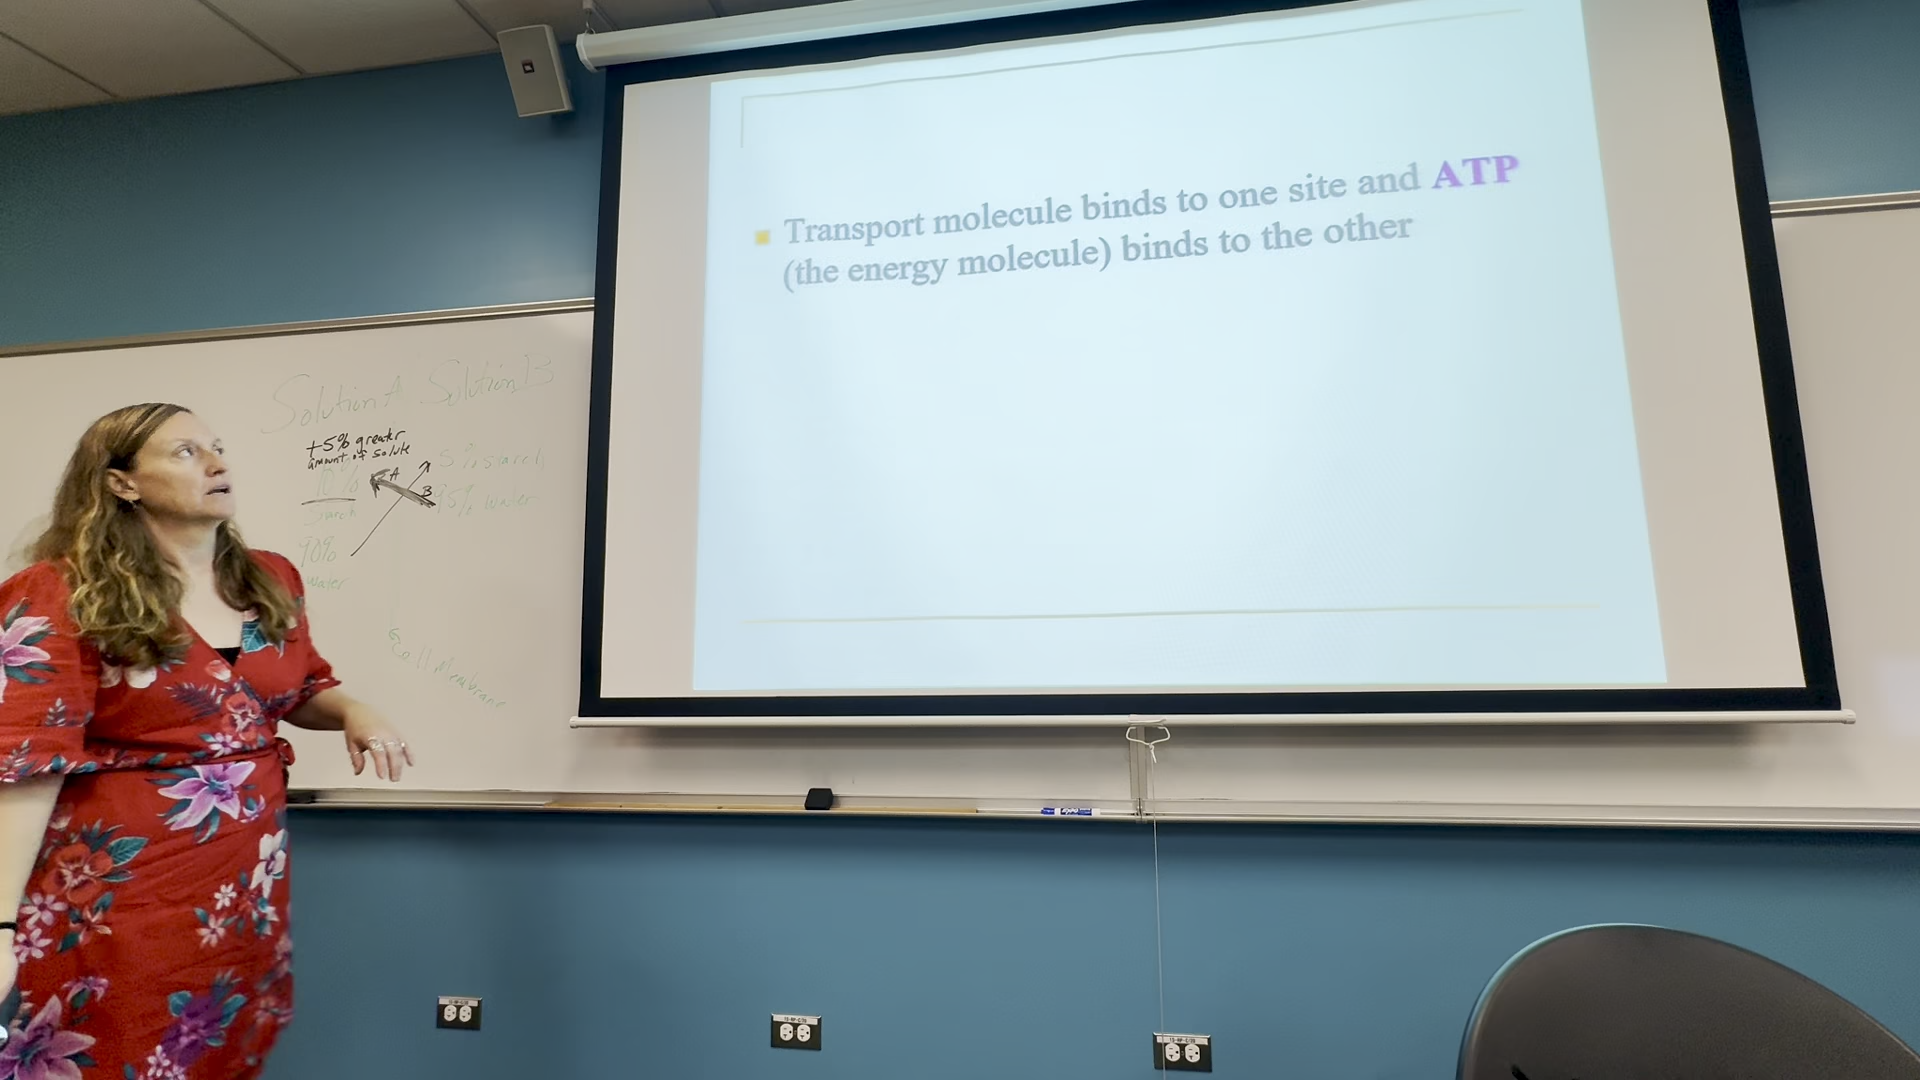 Transport molecule binds to one site and ATP
(the energy molecule) binds to the other
Solution A Solution B
+5% greater
amount of solute
10%
Starch
90%
water
A
B
5% starch
95% water
Cell Membrane